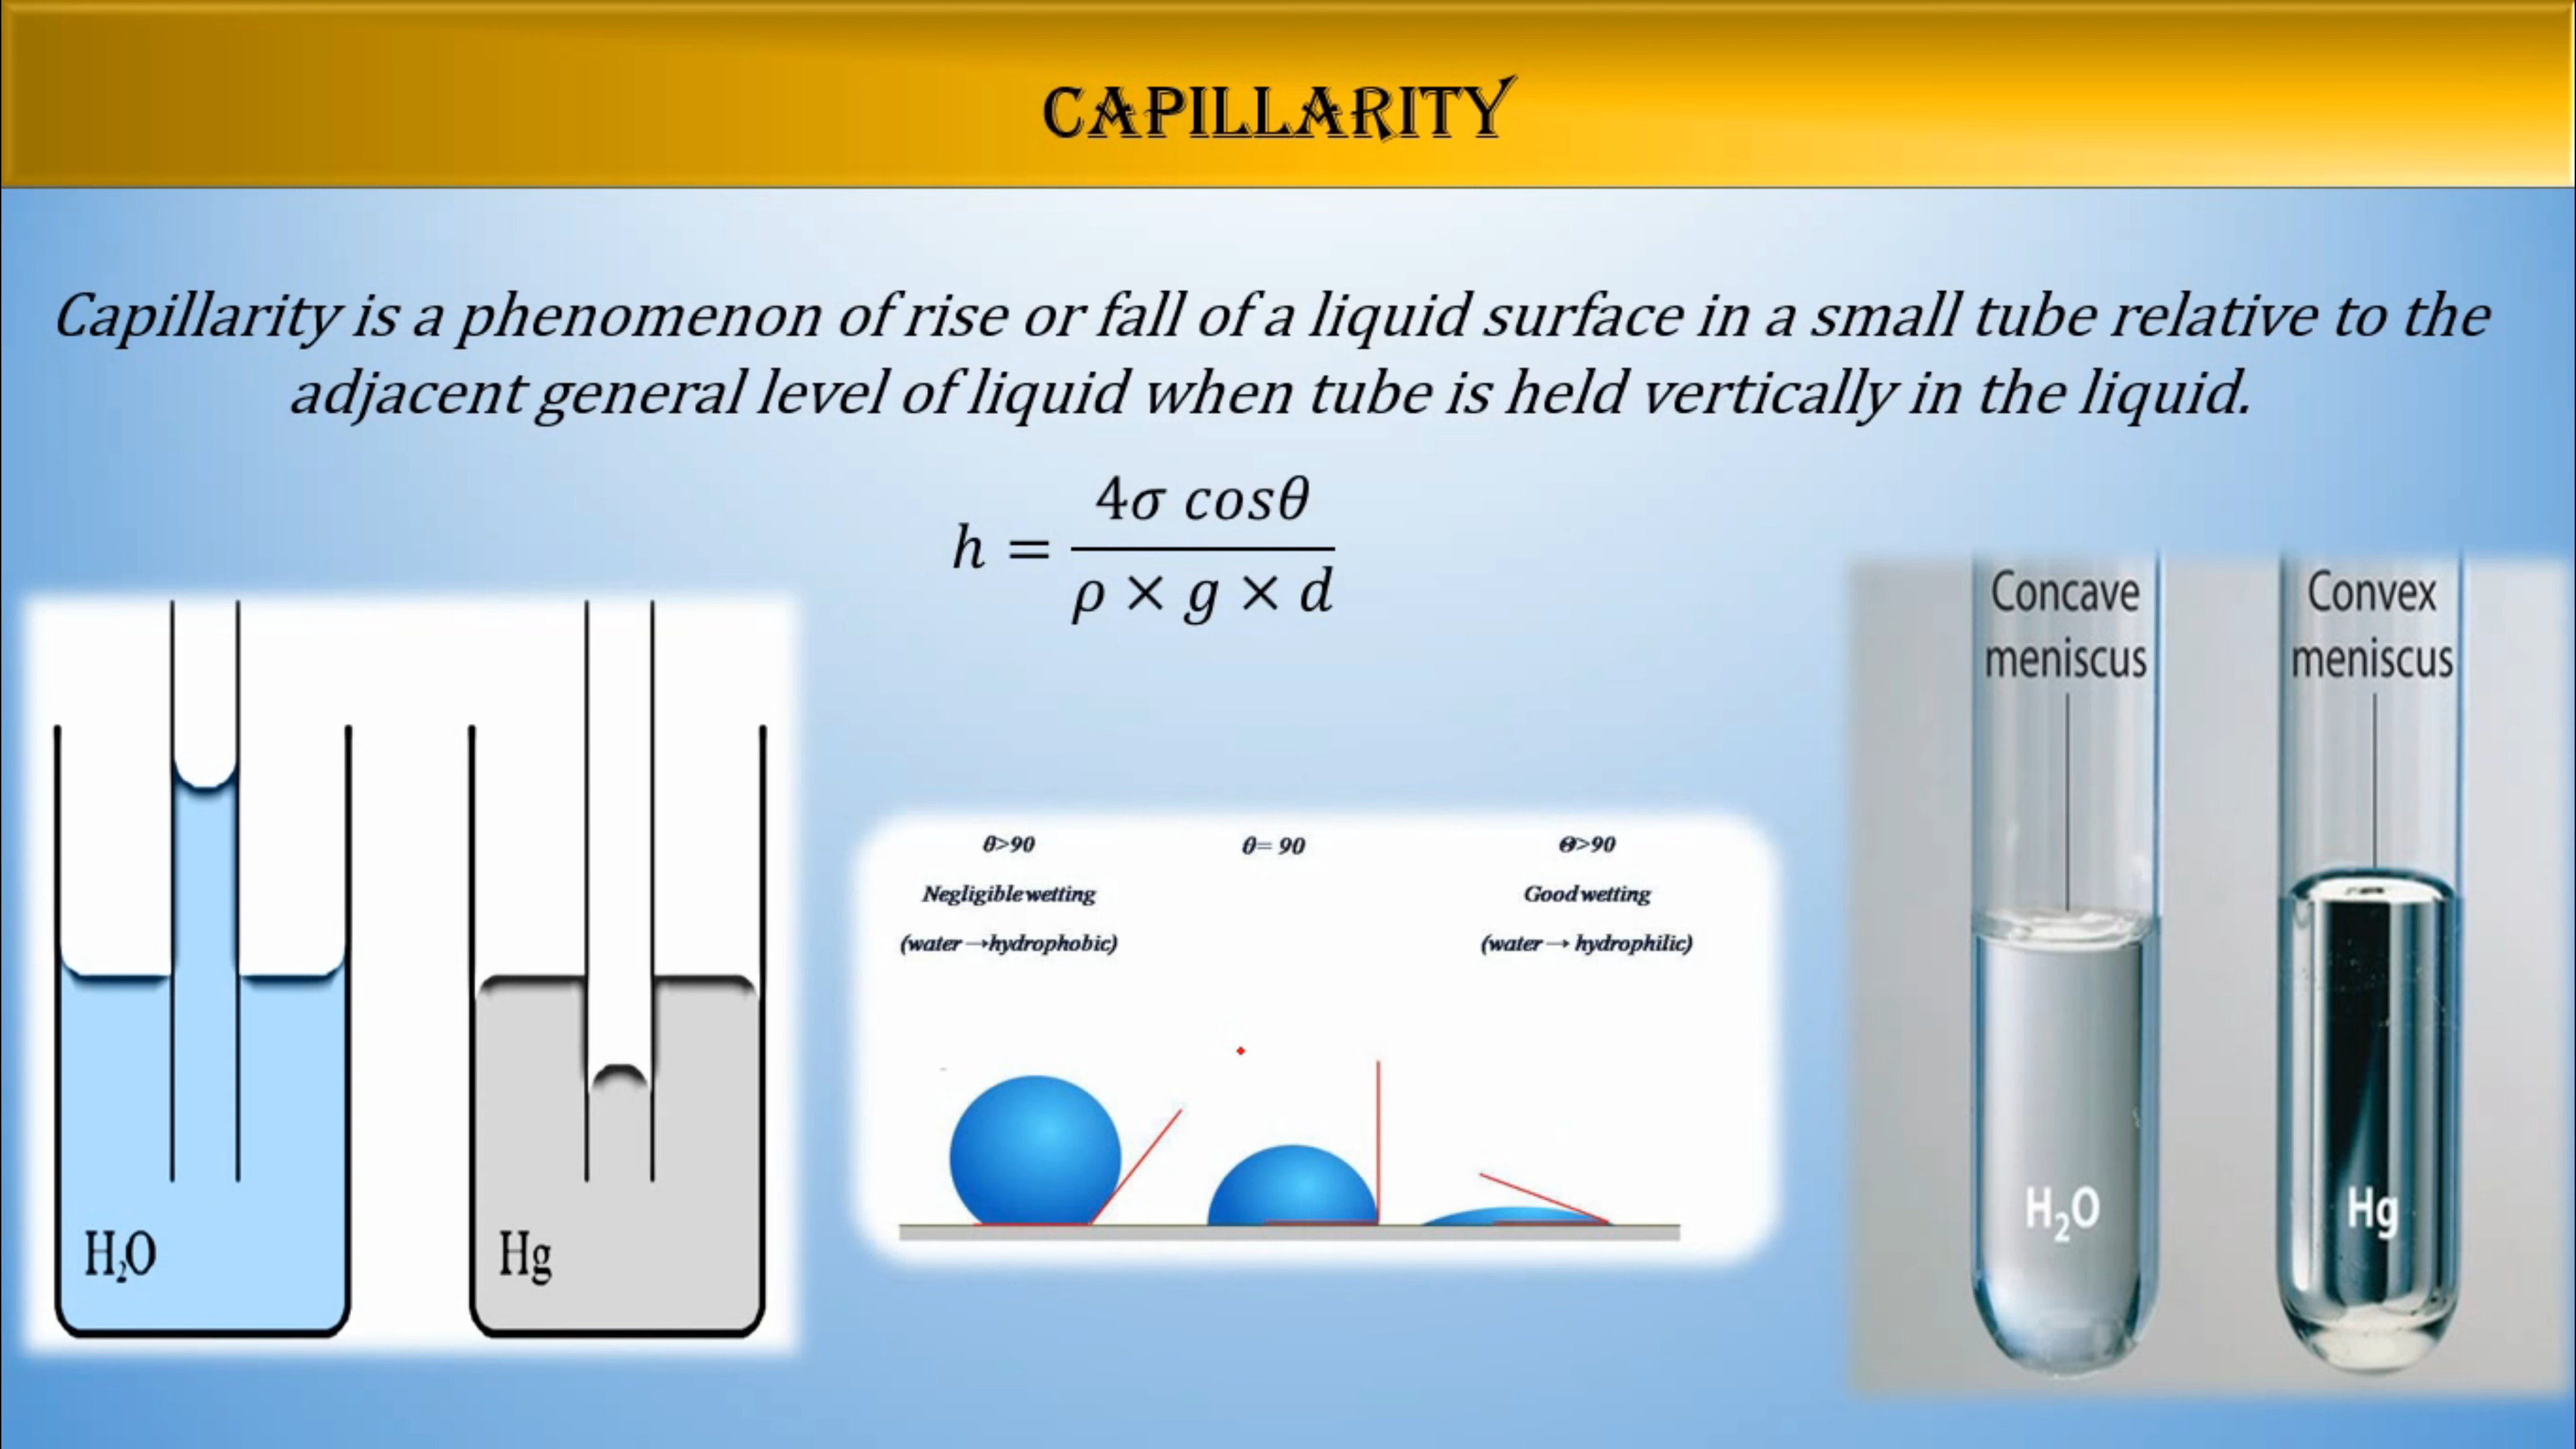 CAPILLARITY
Capillarity is a phenomenon of rise or fall of a liquid surface in a small tube relative to the
adjacent general level of liquid when tube is held vertically in the liquid.
h = 4σ cosθ / ρ × g × d
H₂O
Hg
θ>90
Negligible wetting
(water →hydrophobic)
θ= 90
Θ>90
Good wetting
(water → hydrophilic)
Concave
meniscus
H₂O
Convex
meniscus
Hg